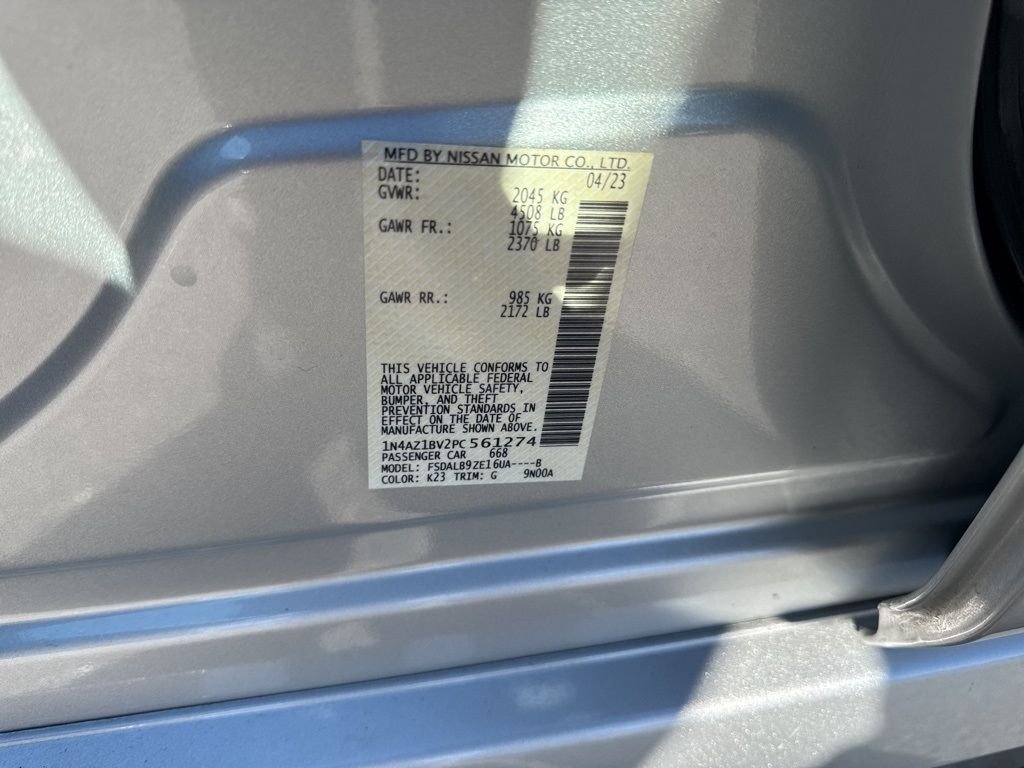 MFD BY NISSAN MOTOR CO., LTD.
DATE: 04/23
GVWR: 2045 KG
4508 LB
GAWR FR.: 1075 KG
2370 LB
GAWR RR.: 985 KG
2172 LB
THIS VEHICLE CONFORMS TO
ALL APPLICABLE FEDERAL
MOTOR VEHICLE SAFETY,
BUMPER, AND THEFT
PREVENTION STANDARDS IN
EFFECT ON THE DATE OF
MANUFACTURE SHOWN ABOVE.
1N4AZ1BV2PC 561274
PASSENGER CAR 668
MODEL: FSDALB9ZE16UA----B
COLOR: K23 TRIM: G 9N00A